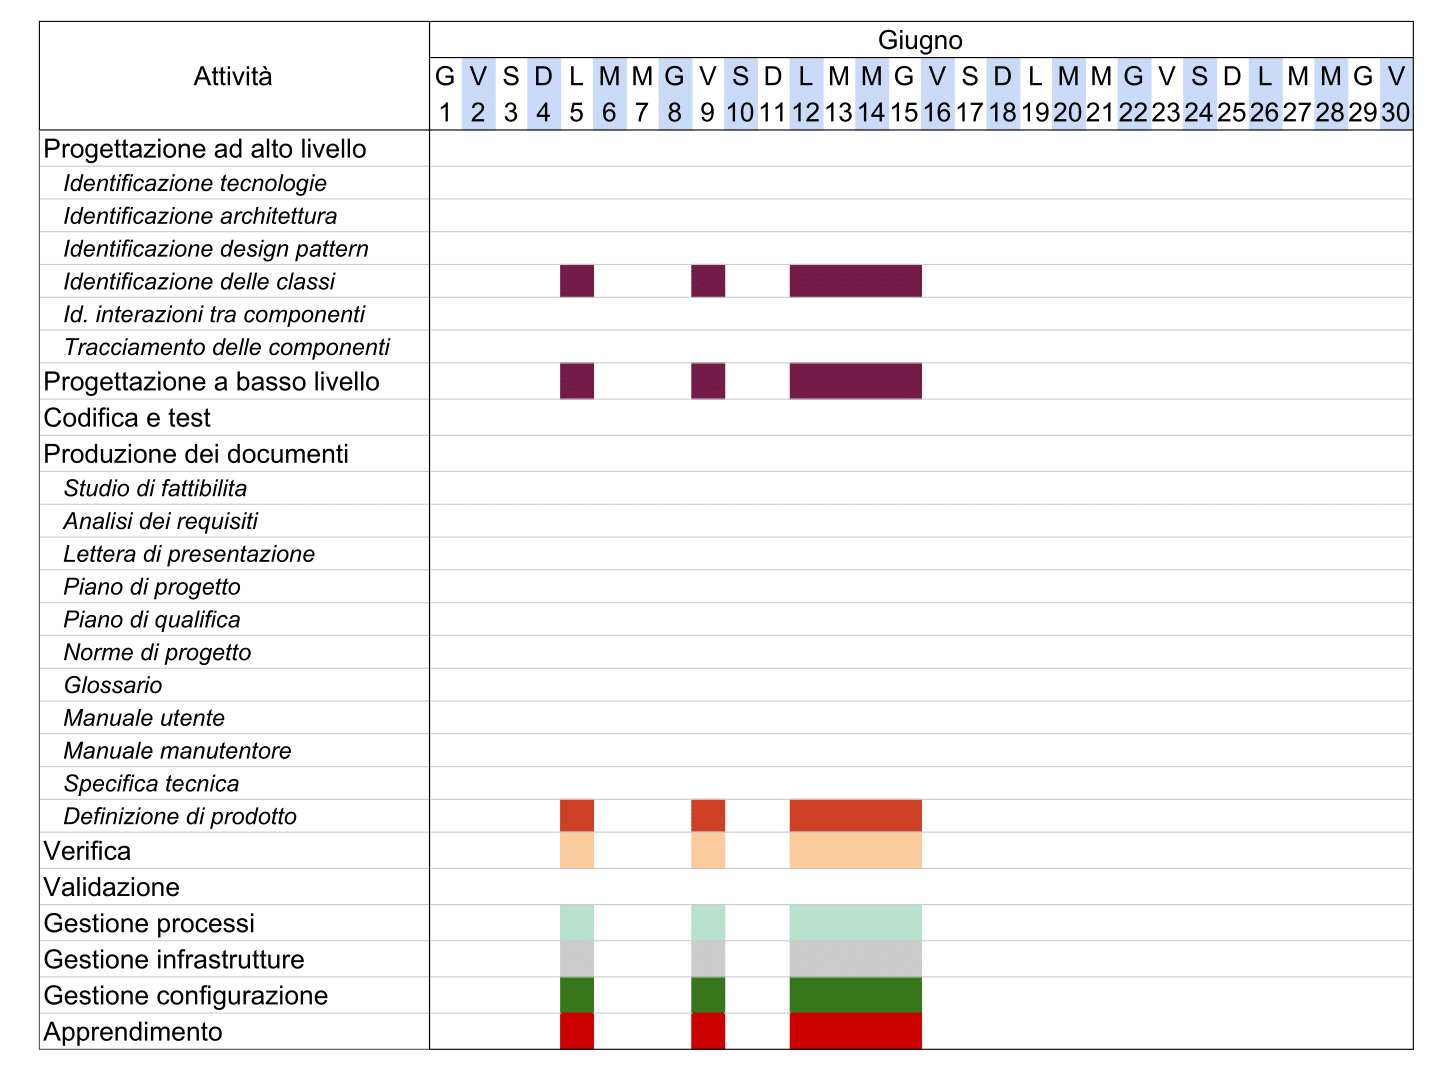 Attività
Giugno
G V S D L M M G V S D L M M G V S D L M M G V S D L M M G V
1 2 3 4 5 6 7 8 9 10 11 12 13 14 15 16 17 18 19 20 21 22 23 24 25 26 27 28 29 30
Progettazione ad alto livello
Identificazione tecnologie
Identificazione architettura
Identificazione design pattern
Identificazione delle classi
Id. interazioni tra componenti
Tracciamento delle componenti
Progettazione a basso livello
Codifica e test
Produzione dei documenti
Studio di fattibilita
Analisi dei requisiti
Lettera di presentazione
Piano di progetto
Piano di qualifica
Norme di progetto
Glossario
Manuale utente
Manuale manutentore
Specifica tecnica
Definizione di prodotto
Verifica
Validazione
Gestione processi
Gestione infrastrutture
Gestione configurazione
Apprendimento